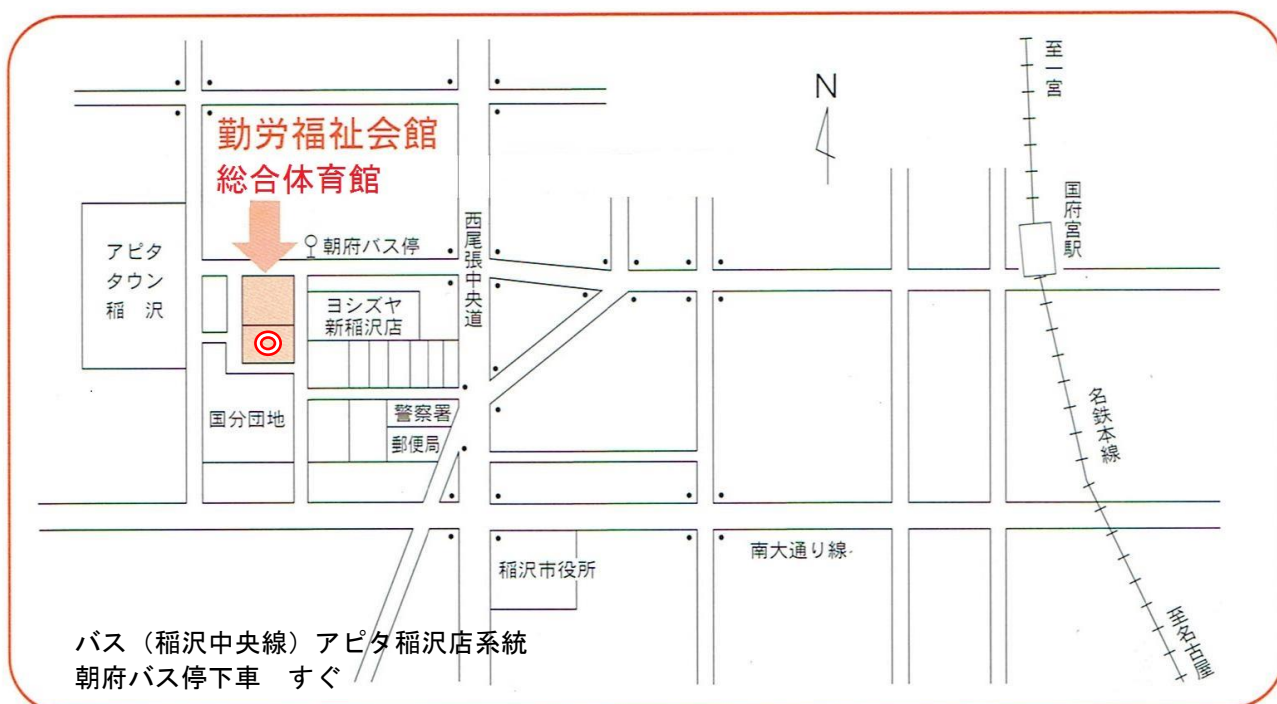 至一宮
N
勤労福祉会館
総合体育館
国府宮駅
西尾張中央道
朝府バス停
アピタ
タウン
稲　沢
ヨシズヤ
新稲沢店
国分団地
警察署
郵便局
名鉄本線
南大通り線
稲沢市役所
至名古屋
バス（稲沢中央線）アピタ稲沢店系統
朝府バス停下車　すぐ